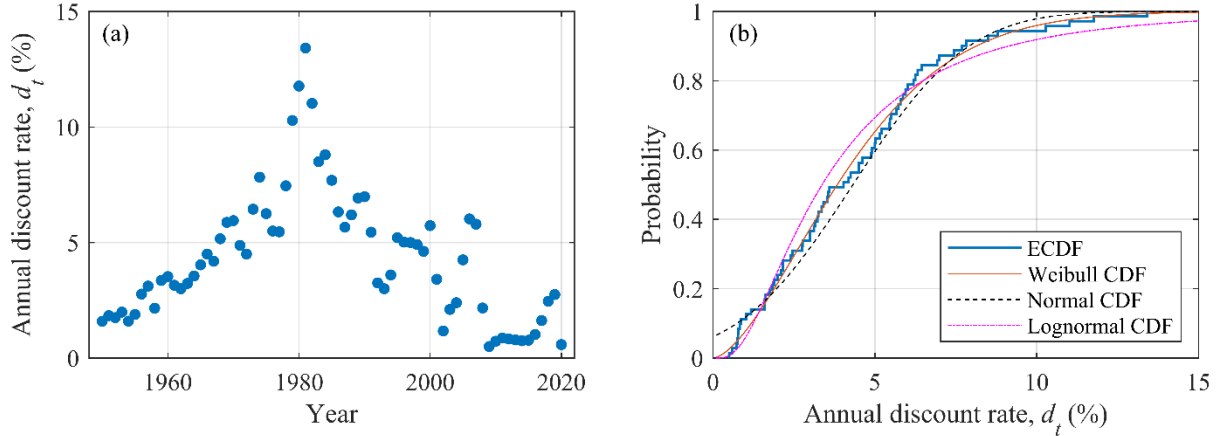 (a)
Annual discount rate, d_t (%)
15
10
5
0
1960
1980
2000
2020
Year
(b)
Probability
1
0.8
0.6
0.4
0.2
0
ECDF
Weibull CDF
Normal CDF
Lognormal CDF
0
5
10
15
Annual discount rate, d_t (%)